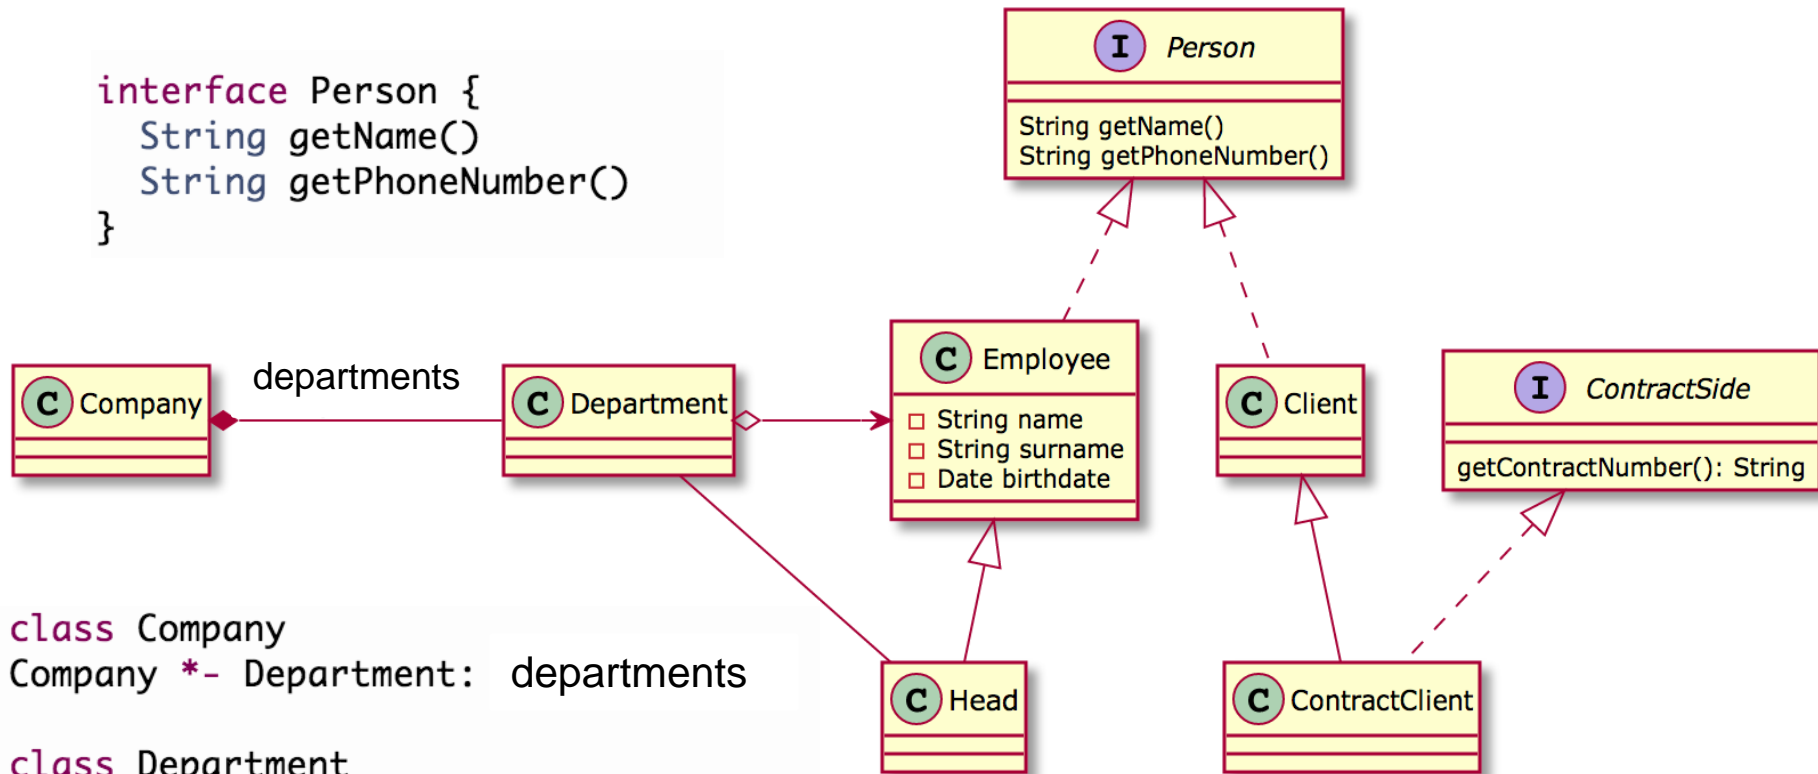 interface Person {
String getName()
String getPhoneNumber()
}
I Person
String getName()
String getPhoneNumber()
C Company
departments
C Department
C Employee
String name
String surname
Date birthdate
C Client
I ContractSide
getContractNumber(): String
class Company
Company *- Department: departments
class Department
C Head
C ContractClient